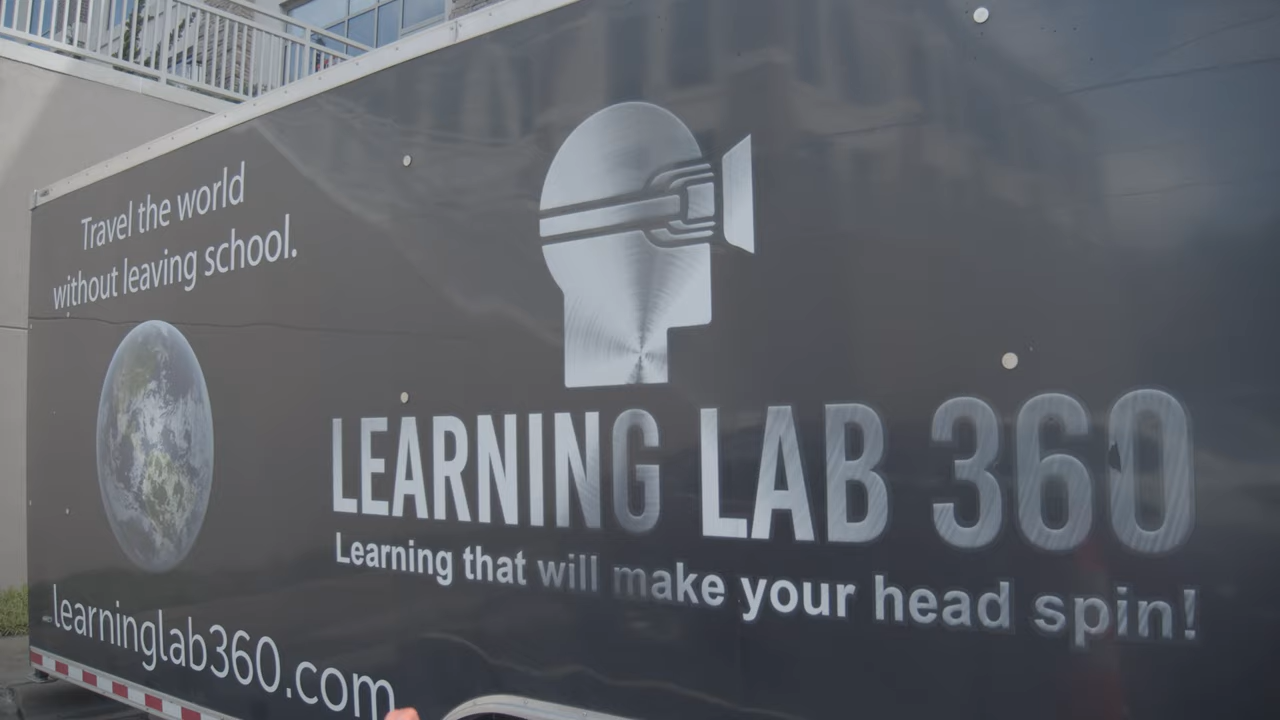 Travel the world
without leaving school.
LEARNING LAB 360
Learning that will make your head spin!
learninglab360.com